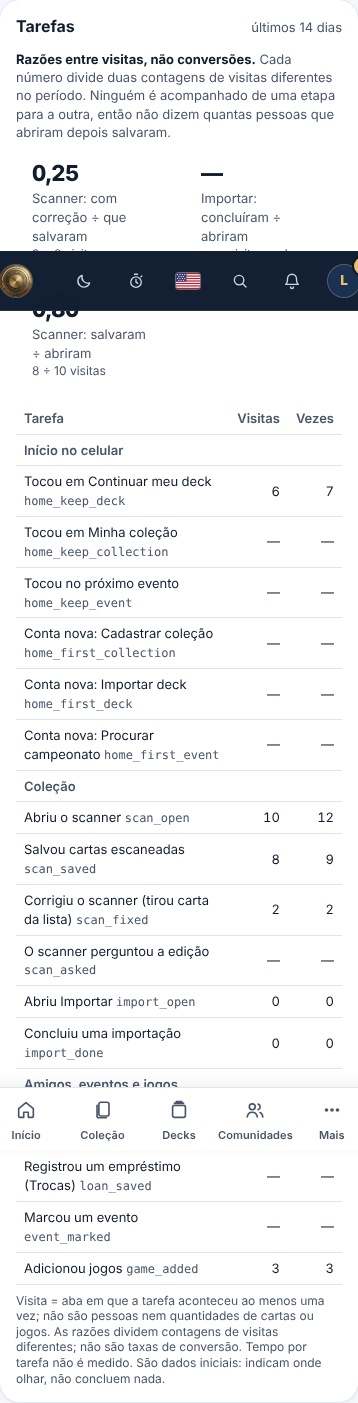 Tarefas
últimos 14 dias
Razões entre visitas, não conversões. Cada
número divide duas contagens de visitas diferentes
no período. Ninguém é acompanhado de uma etapa
para a outra, então não dizem quantas pessoas que
abriram depois salvaram.
0,25
Scanner: com
correção ÷ que
salvaram
—
Importar:
concluíram ÷
abriram
L
0,80
Scanner: salvaram
÷ abriram
8 ÷ 10 visitas
Tarefa Visitas Vezes
Início no celular
Tocou em Continuar meu deck
home_keep_deck 6 7
Tocou em Minha coleção
home_keep_collection — —
Tocou no próximo evento
home_keep_event — —
Conta nova: Cadastrar coleção
home_first_collection — —
Conta nova: Importar deck
home_first_deck — —
Conta nova: Procurar
campeonato home_first_event — —
Coleção
Abriu o scanner scan_open 10 12
Salvou cartas escaneadas
scan_saved 8 9
Corrigiu o scanner (tirou carta
da lista) scan_fixed 2 2
O scanner perguntou a edição
scan_asked — —
Abriu Importar import_open 0 0
Concluiu uma importação
import_done 0 0
Amigos, eventos e jogos
Início Coleção Decks Comunidades Mais
Registrou um empréstimo
(Trocas) loan_saved — —
Marcou um evento
event_marked — —
Adicionou jogos game_added 3 3
Visita = aba em que a tarefa aconteceu ao menos uma
vez; não são pessoas nem quantidades de cartas ou
jogos. As razões dividem contagens de visitas
diferentes; não são taxas de conversão. Tempo por
tarefa não é medido. São dados iniciais: indicam onde
olhar, não concluem nada.